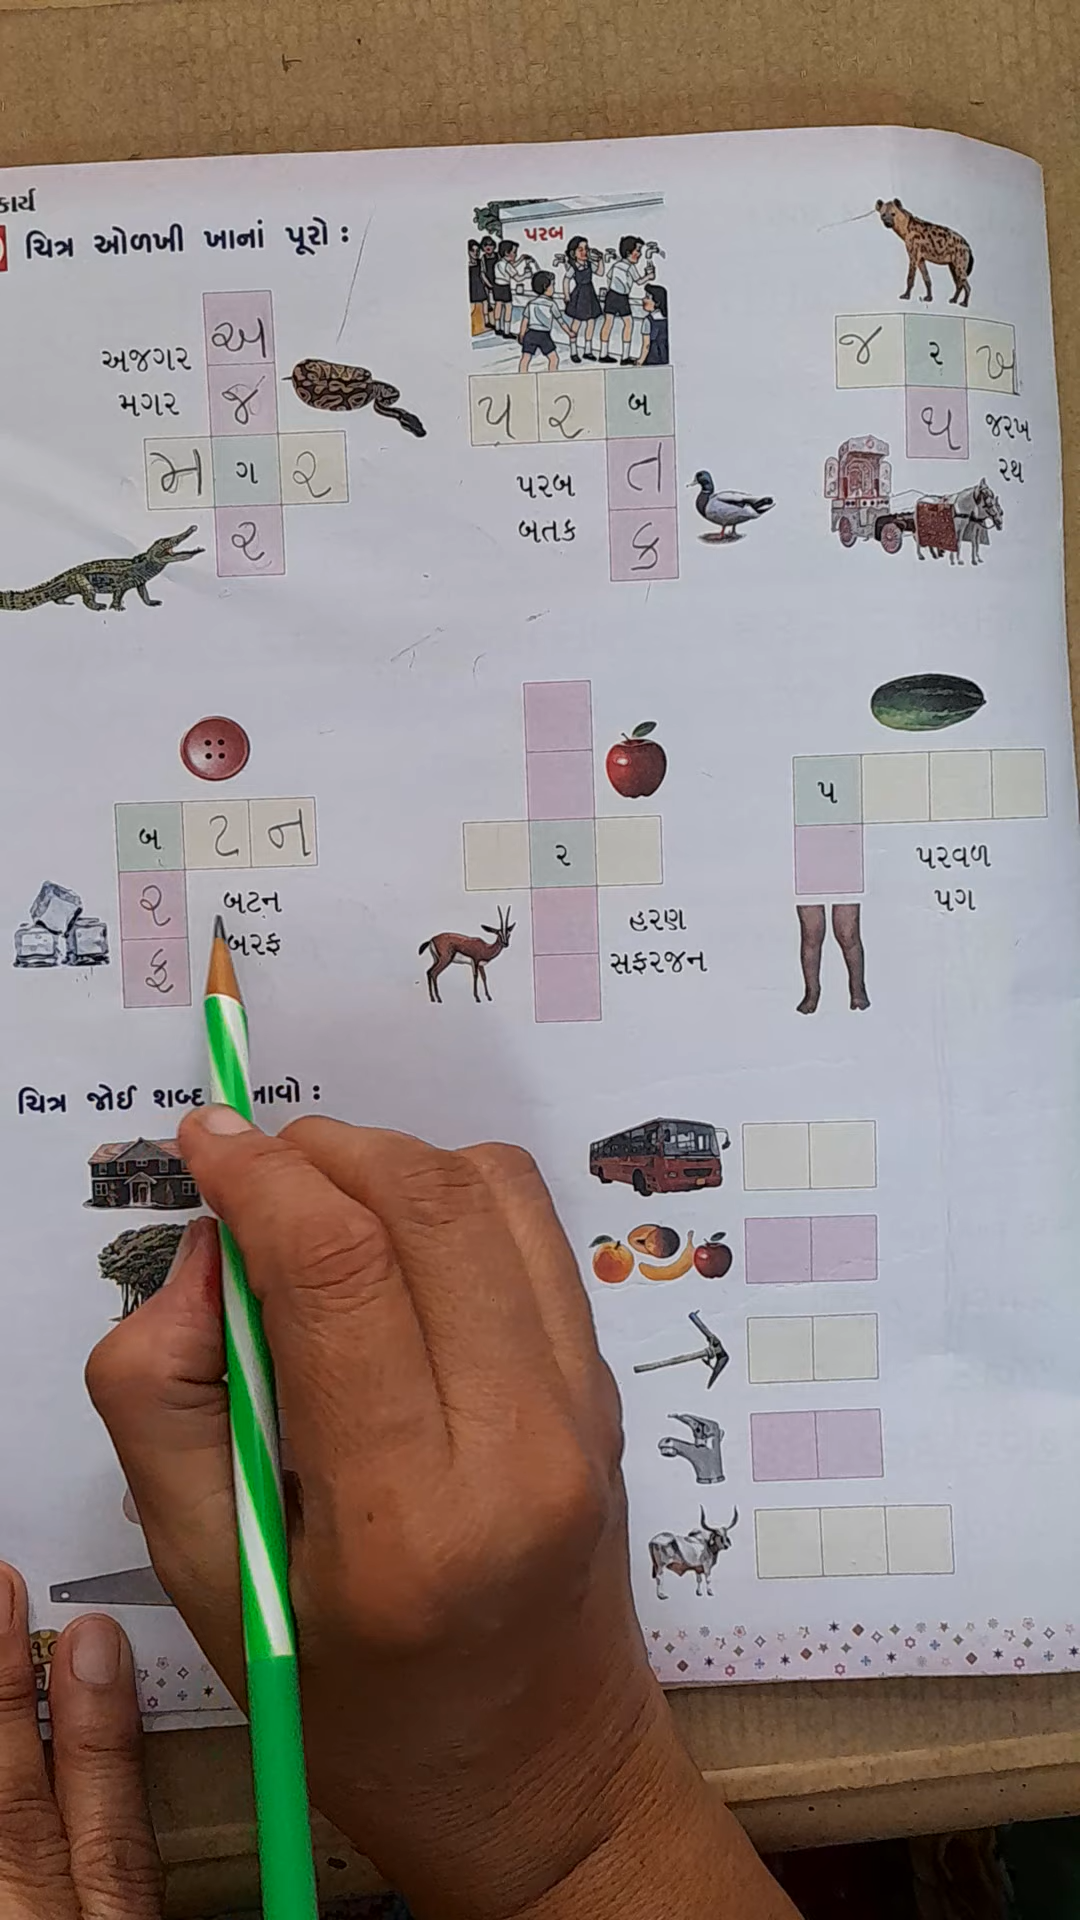 કાર્ય
ચિત્ર ઓળખી ખાનાં પૂરો :
પરબ
અ
અજગર
જ
મગર
મ ગ ર
ર
પ ર બ
ત
ક
પરબ
બતક
જ ર ખ
થ
જરખ
રથ
બ ટ ન
ર
ફ
બટન
બરફ
ર
હરણ
સફરજન
પ
પરવળ
પગ
ચિત્ર જોઈ શબ્દ